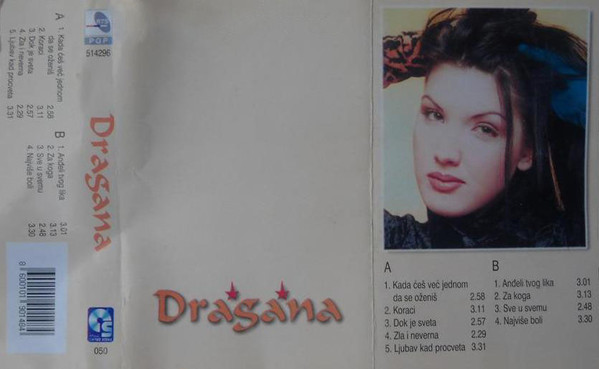 A
1. Kada ćeš već jednom
da se oženiš 2.58
2. Koraci 3.11
3. Dok je sveta 2.57
4. Zla i neverna 2.29
5. Ljubav kad procveta 3.31
B
1. Anđeli tvog lika 3.01
2. Za koga 3.13
3. Sve u svemu 2.48
4. Najviše boli 3.30
PGP
514296
Dragana
050
8 600101 901484
Dragana
A
1. Kada ćeš već jednom
da se oženiš 2.58
2. Koraci 3.11
3. Dok je sveta 2.57
4. Zla i neverna 2.29
5. Ljubav kad procveta 3.31
B
1. Anđeli tvog lika 3.01
2. Za koga 3.13
3. Sve u svemu 2.48
4. Najviše boli 3.30